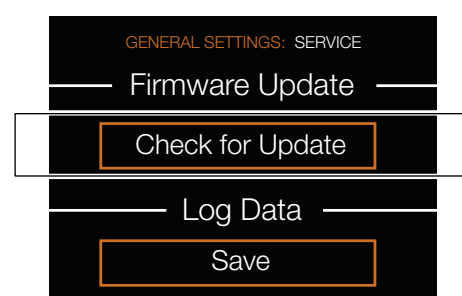 GENERAL SETTINGS: SERVICE
Firmware Update
Check for Update
Log Data
Save